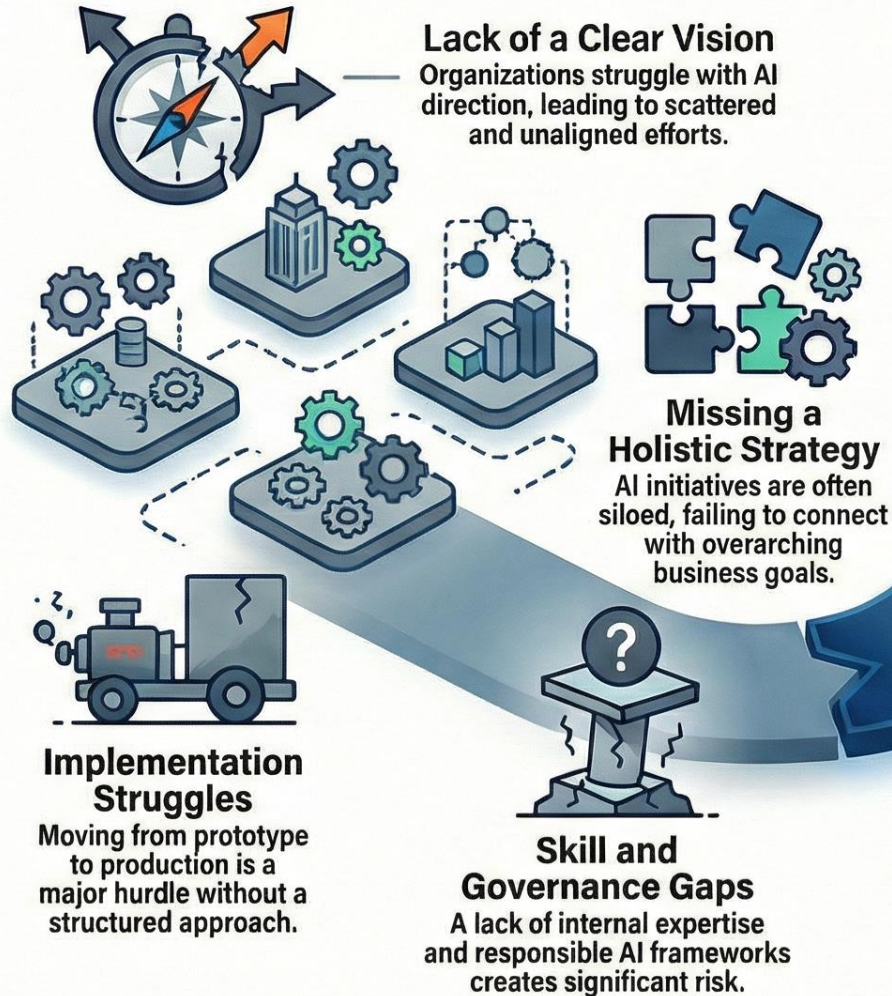 Lack of a Clear Vision
Organizations struggle with AI
direction, leading to scattered
and unaligned efforts.
Missing a
Holistic Strategy
AI initiatives are often
siloed, failing to connect
with overarching
business goals.
?
Implementation
Struggles
Moving from prototype
to production is a
major hurdle without a
structured approach.
Skill and
Governance Gaps
A lack of internal expertise
and responsible AI frameworks
creates significant risk.